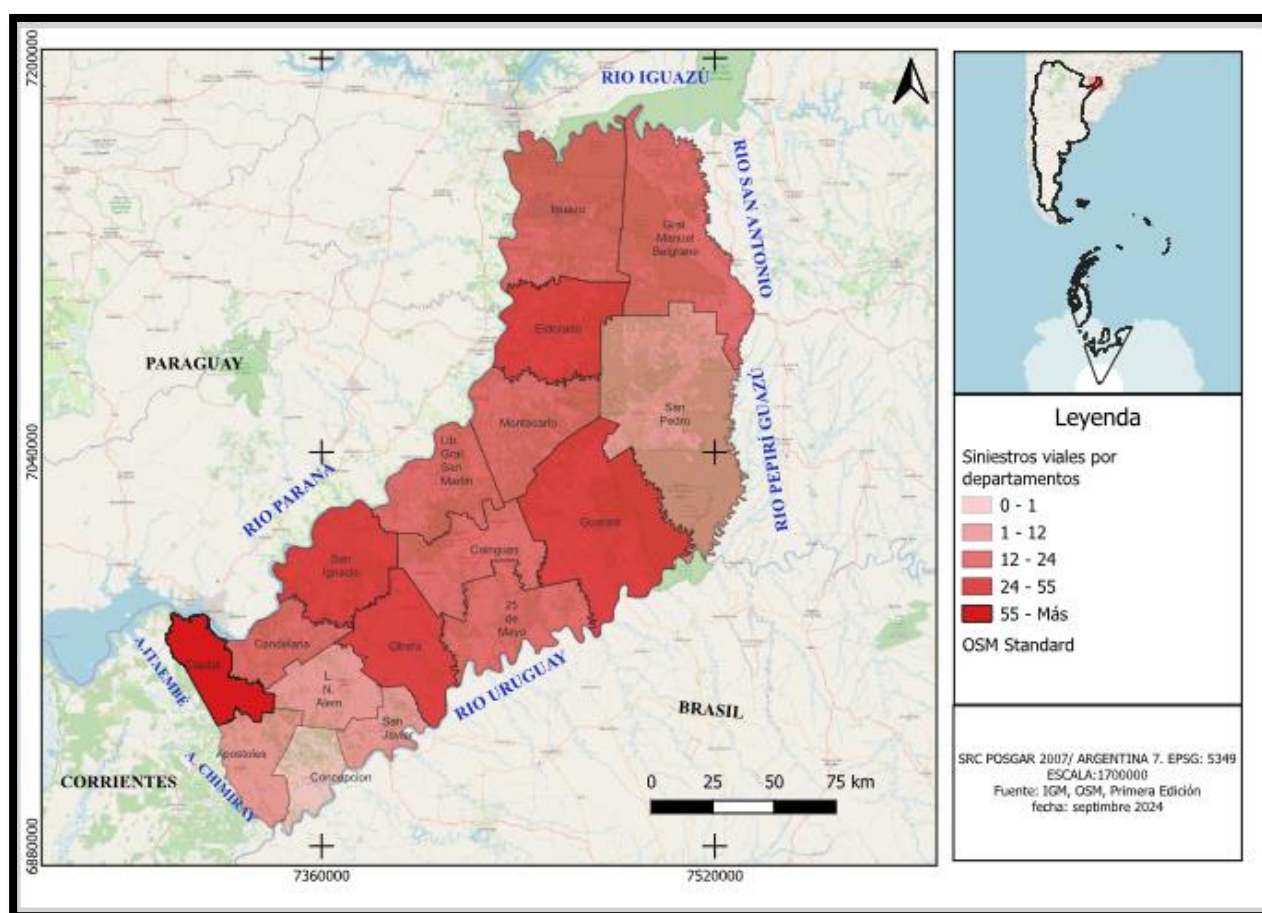 7200000
7040000
6880000
7360000
7520000
RIO IGUAZÚ
RIO SAN ANTONIO
RIO PEPIRÍ GUAZÚ
RIO PARANÁ
RIO URUGUAY
A.ITAEMBÉ
A. CHIMIRAY
PARAGUAY
BRASIL
CORRIENTES
Iguazu
Gral.
Manuel
Belgrano
Eldorado
San
Pedro
Montecarlo
Lib.
Gral.
San
Martin
Guarani
Cainguas
San
Ignacio
25
de
Mayo
Obera
Candelaria
Capital
L.
N.
Alem
San
Javier
Apostoles
Concepcion
0 25 50 75 km
Leyenda
Siniestros viales por
departamentos
0 - 1
1 - 12
12 - 24
24 - 55
55 - Más
OSM Standard
SRC POSGAR 2007/ ARGENTINA 7. EPSG: 5349
ESCALA:1700000
Fuente: IGM, OSM, Primera Edición
fecha: septimbre 2024